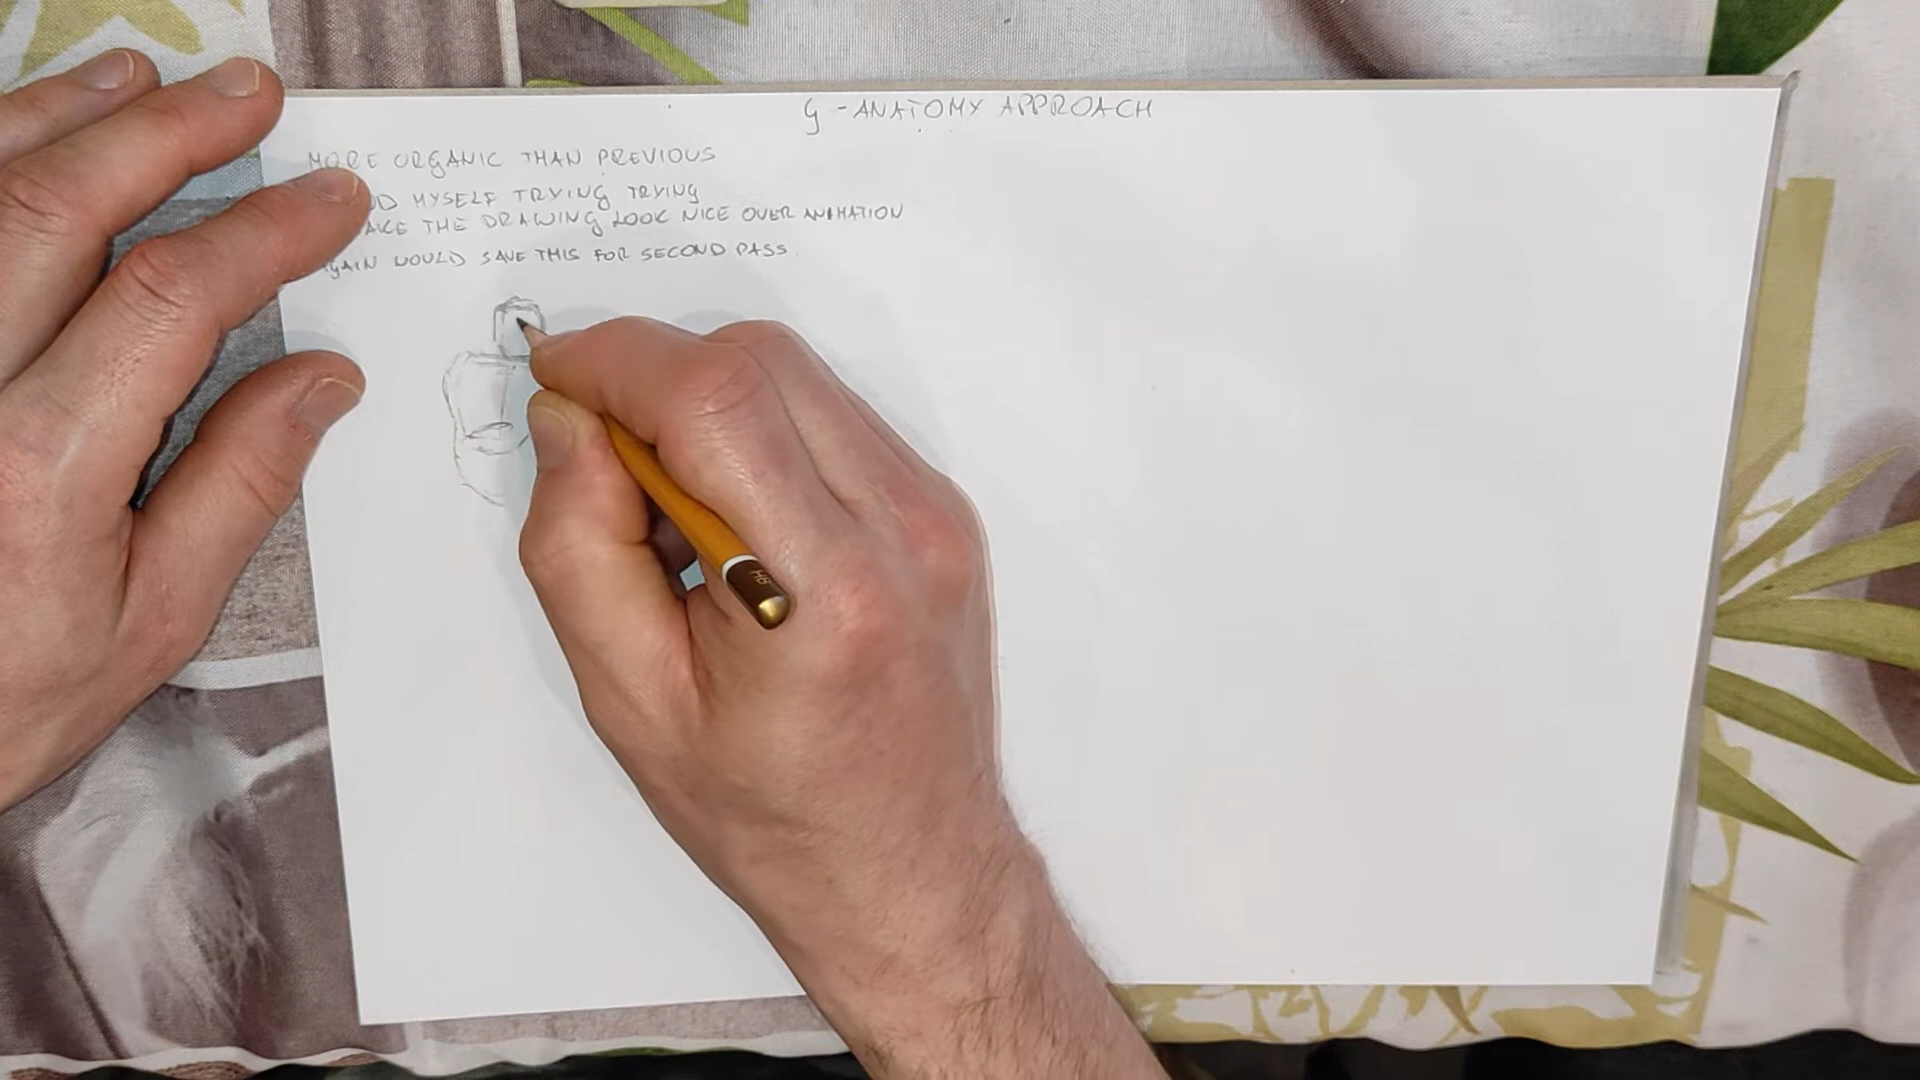 G - ANATOMY APPROACH
MORE ORGANIC THAN PREVIOUS
MYSELF TRYING TRYING
THE DRAWING LOOK NICE OVER ANIMATION
WOULD SAVE THIS FOR SECOND PASS
HB